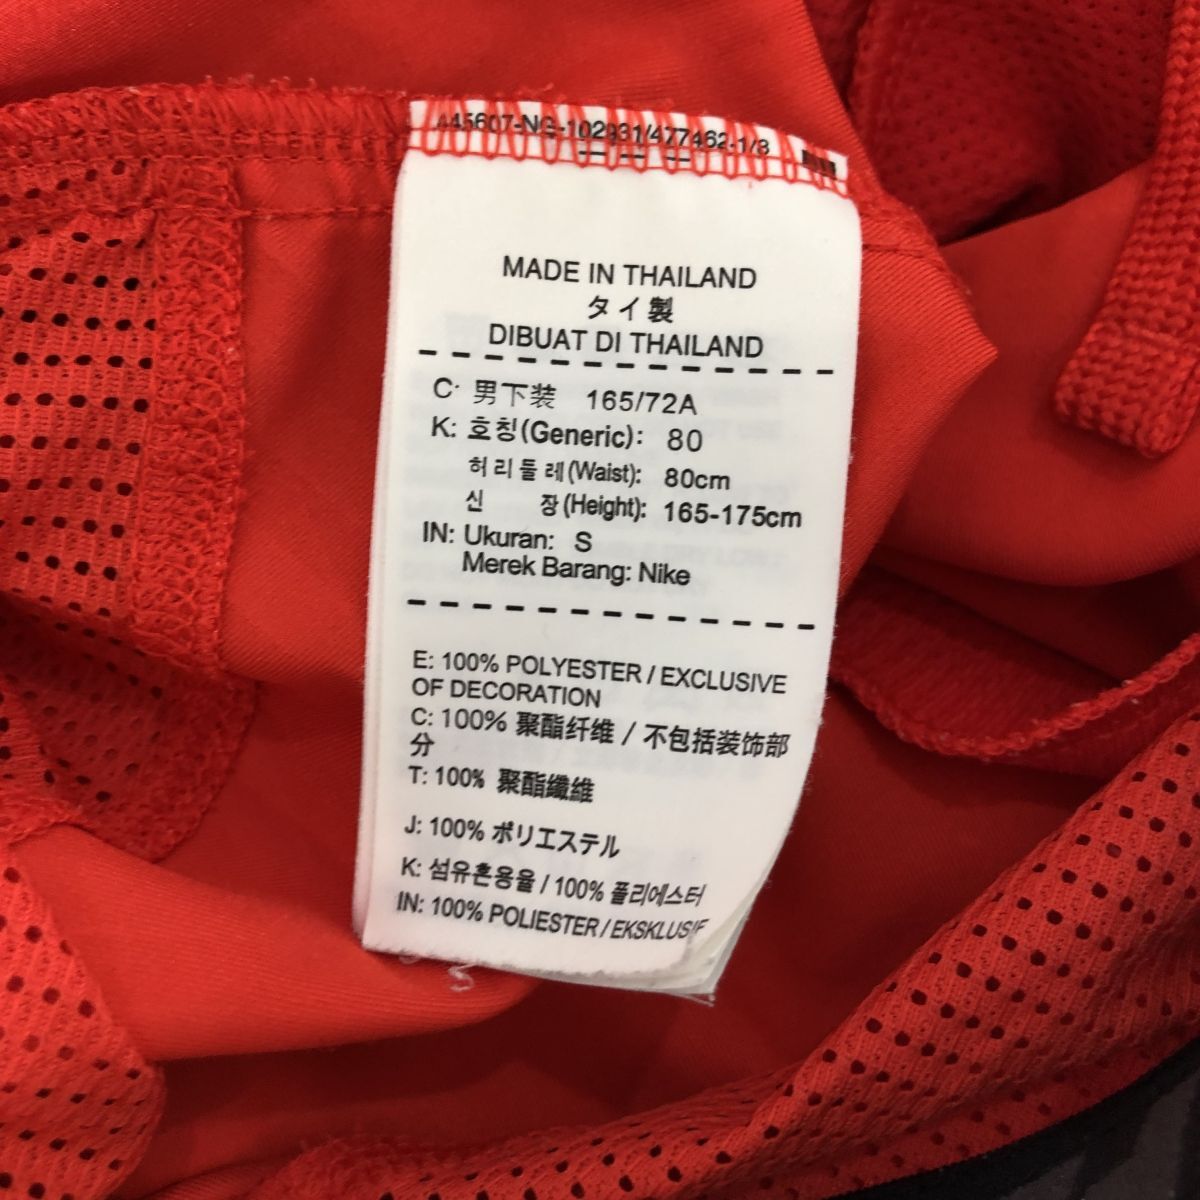 445607-NG-102931/477462-1/3
MADE IN THAILAND
タイ製
DIBUAT DI THAILAND
C: 男下装 165/72A
K: 호칭(Generic): 80
허리둘레(Waist): 80cm
신 장(Height): 165-175cm
IN: Ukuran: S
Merek Barang: Nike
E: 100% POLYESTER / EXCLUSIVE
OF DECORATION
C: 100% 聚酯纤维 / 不包括装饰部
分
T: 100% 聚酯纖維
J: 100% ポリエステル
K: 섬유혼용율 / 100% 폴리에스터
IN: 100% POLIESTER / EKSKLUSIF